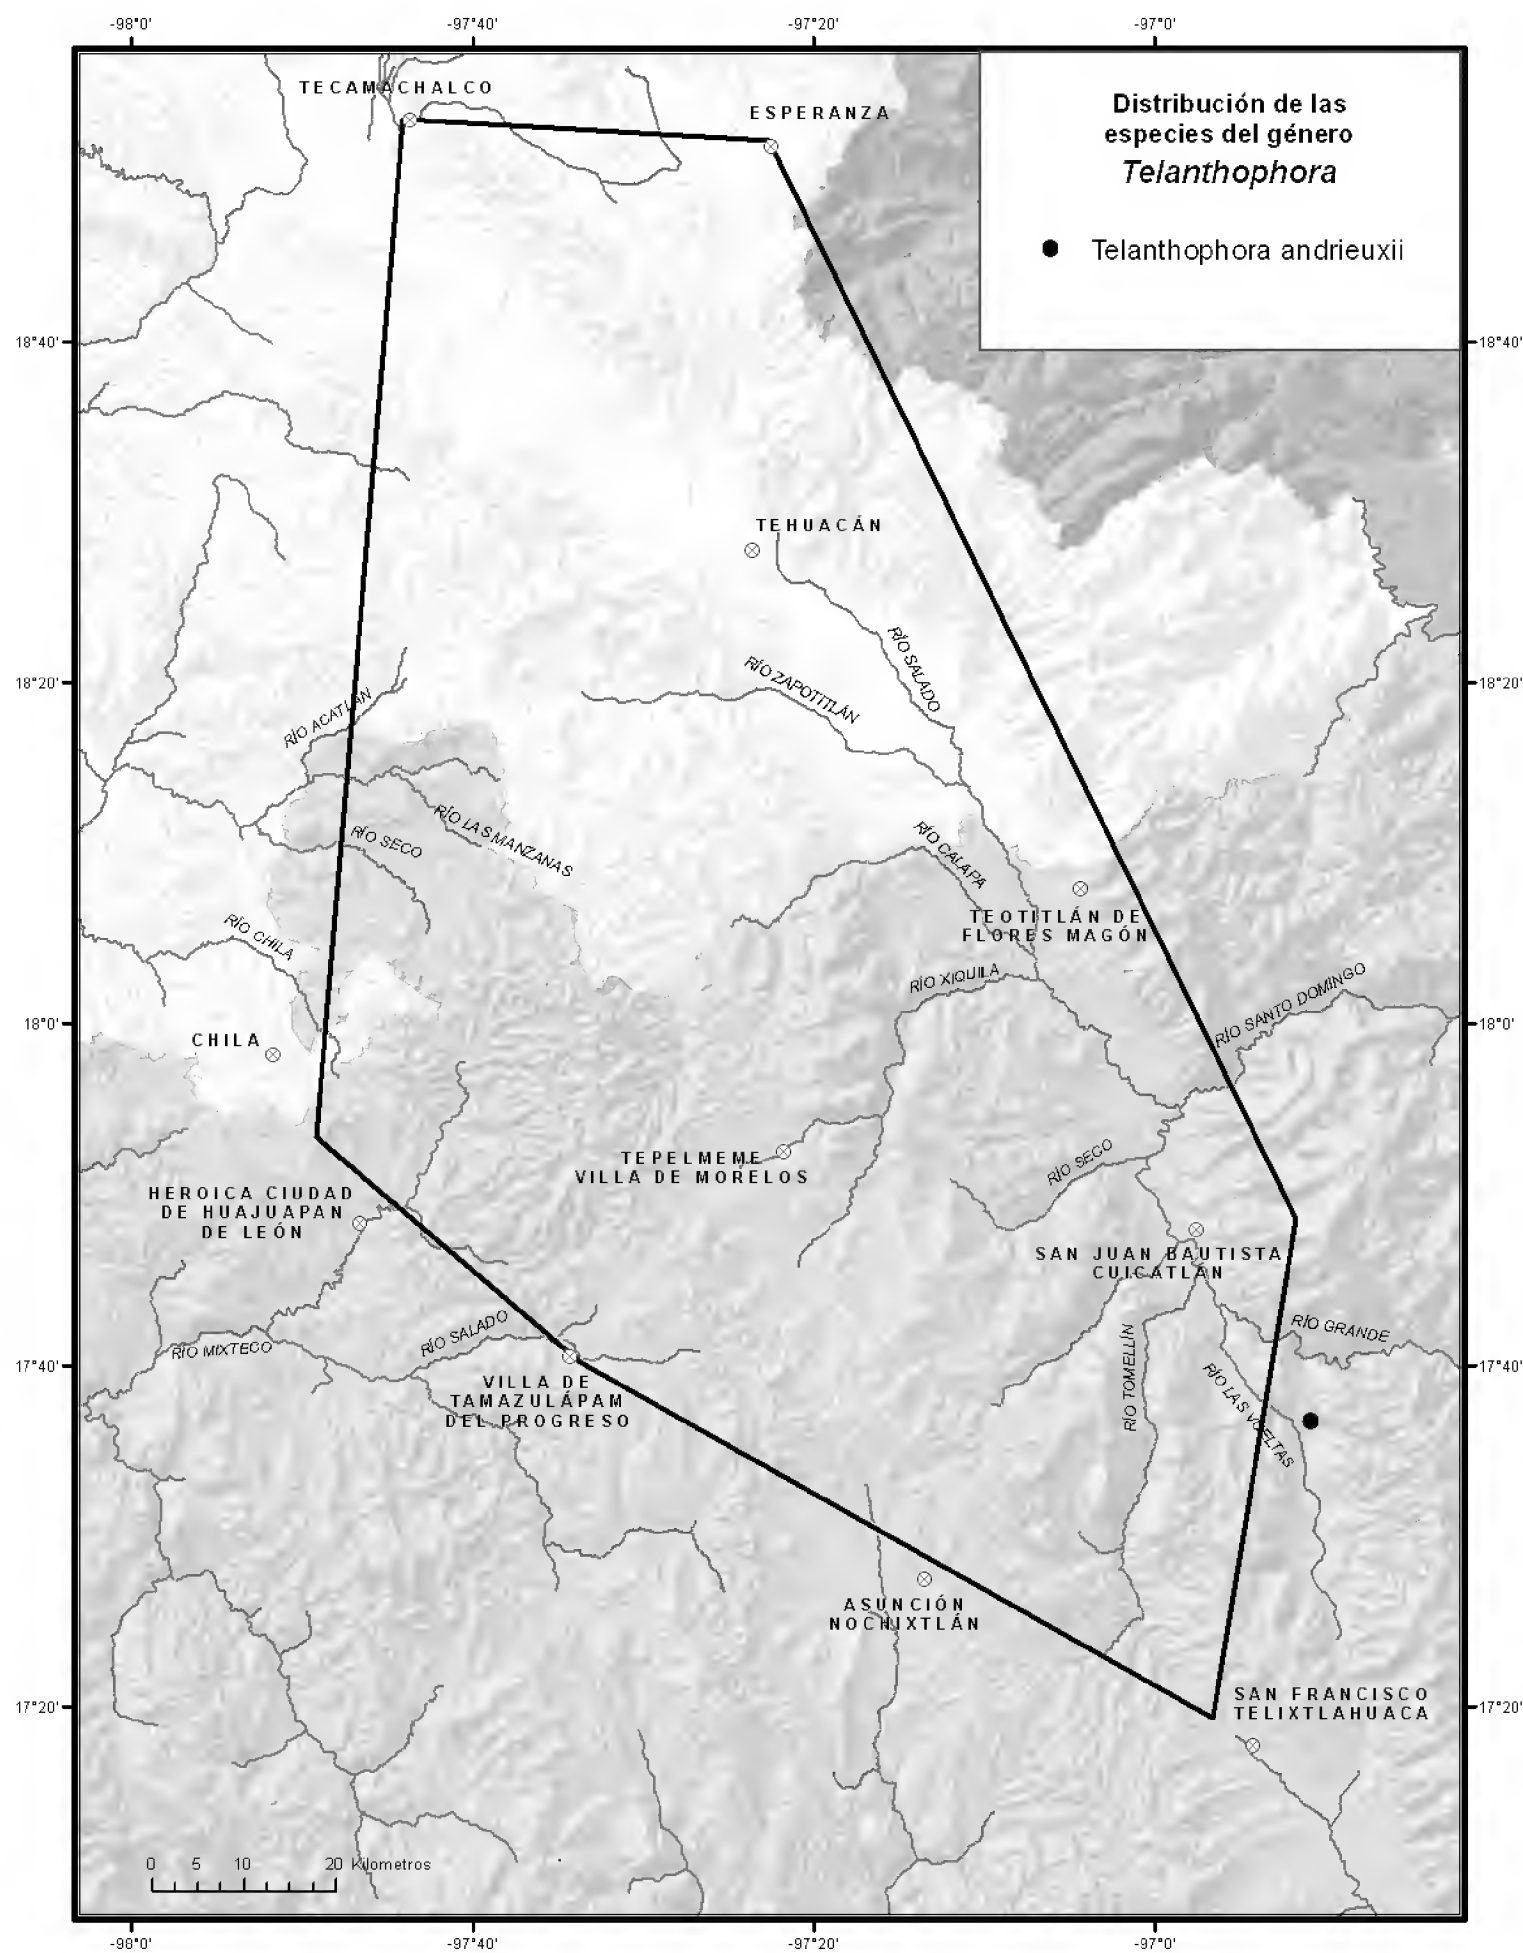 -98°0'
-97°40'
-97°20'
-97°0'
TECAMACHALCO
ESPERANZA
Distribución de las
especies del género
Telanthophora
Telanthophora andrieuxii
18°40'
18°40'
TEHUACÁN
RÍO SALADO
RÍO ZAPOTITLÁN
18°20'
18°20'
RÍO ACATLÁN
RÍO LAS MANZANAS
RÍO SECO
RÍO CALAPA
TEOTITLÁN DE
FLORES MAGÓN
RÍO CHILA
RÍO XIQUILA
RÍO SANTO DOMINGO
18°0'
18°0'
CHILA
TEPELMEME
VILLA DE MORELOS
RÍO SECO
HEROICA CIUDAD
DE HUAJUAPAN
DE LEÓN
SAN JUAN BAUTISTA
CUICATLÁN
RÍO SALADO
RÍO MIXTECO
RÍO GRANDE
17°40'
17°40'
RÍO TOMELLÍN
RÍO LAS VUELTAS
VILLA DE
TAMAZULÁPAM
DEL PROGRESO
ASUNCIÓN
NOCHIXTLÁN
SAN FRANCISCO
TELIXTLAHUACA
17°20'
17°20'
0 5 10 20 Kilometros
-98°0'
-97°40'
-97°20'
-97°0'